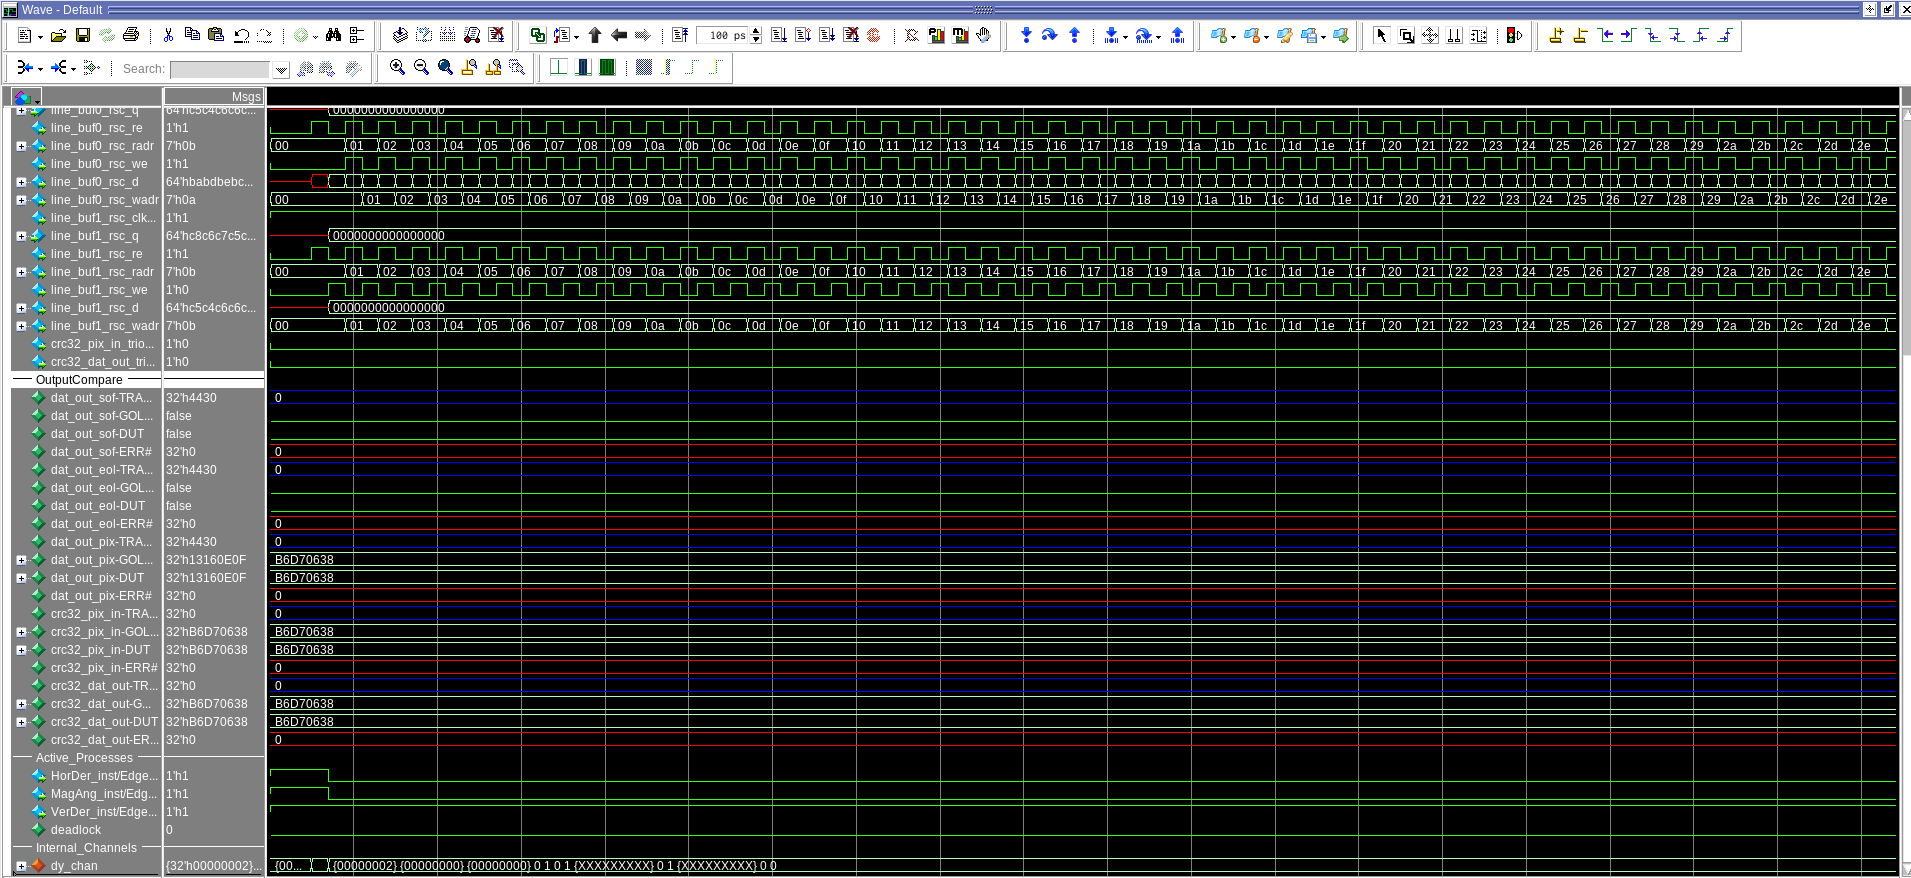 Wave - Default
100 ps
Search:
Msgs
line_buf0_rsc_q 64'hc5c4c6c6c... 0000000000000000
line_buf0_rsc_re 1'h1
line_buf0_rsc_radr 7'h0b 00 01 02 03 04 05 06 07 08 09 0a 0b 0c 0d 0e 0f 10 11 12 13 14 15 16 17 18 19 1a 1b 1c 1d 1e 1f 20 21 22 23 24 25 26 27 28 29 2a 2b 2c 2d 2e
line_buf0_rsc_we 1'h1
line_buf0_rsc_d 64'hbabdbebc...
line_buf0_rsc_wadr 7'h0a 00 01 02 03 04 05 06 07 08 09 0a 0b 0c 0d 0e 0f 10 11 12 13 14 15 16 17 18 19 1a 1b 1c 1d 1e 1f 20 21 22 23 24 25 26 27 28 29 2a 2b 2c 2d 2e
line_buf1_rsc_clk... 1'h1
line_buf1_rsc_q 64'hc8c6c7c5c... 0000000000000000
line_buf1_rsc_re 1'h1
line_buf1_rsc_radr 7'h0b 00 01 02 03 04 05 06 07 08 09 0a 0b 0c 0d 0e 0f 10 11 12 13 14 15 16 17 18 19 1a 1b 1c 1d 1e 1f 20 21 22 23 24 25 26 27 28 29 2a 2b 2c 2d 2e
line_buf1_rsc_we 1'h0
line_buf1_rsc_d 64'hc5c4c6c6c... 0000000000000000
line_buf1_rsc_wadr 7'h0b 00 01 02 03 04 05 06 07 08 09 0a 0b 0c 0d 0e 0f 10 11 12 13 14 15 16 17 18 19 1a 1b 1c 1d 1e 1f 20 21 22 23 24 25 26 27 28 29 2a 2b 2c 2d 2e
crc32_pix_in_trio... 1'h0
crc32_dat_out_tri... 1'h0
OutputCompare
dat_out_sof-TRA... 32'h4430 0
dat_out_sof-GOL... false
dat_out_sof-DUT false
dat_out_sof-ERR# 32'h0 0
dat_out_eol-TRA... 32'h4430 0
dat_out_eol-GOL... false
dat_out_eol-DUT false
dat_out_eol-ERR# 32'h0 0
dat_out_pix-TRA... 32'h4430 0
dat_out_pix-GOL... 32'h13160E0F B6D70638
dat_out_pix-DUT 32'h13160E0F B6D70638
dat_out_pix-ERR# 32'h0 0
crc32_pix_in-TRA... 32'h0 0
crc32_pix_in-GOL... 32'hB6D70638 B6D70638
crc32_pix_in-DUT 32'hB6D70638 B6D70638
crc32_pix_in-ERR# 32'h0 0
crc32_dat_out-TR... 32'h0 0
crc32_dat_out-G... 32'hB6D70638 B6D70638
crc32_dat_out-DUT 32'hB6D70638 B6D70638
crc32_dat_out-ER... 32'h0 0
Active_Processes
HorDer_inst/Edge... 1'h1
MagAng_inst/Edg... 1'h1
VerDer_inst/Edge... 1'h1
deadlock 0
Internal_Channels
dy_chan {32'h00000002}... {00... {00000002} {00000000} {00000000} 0 1 0 1 {XXXXXXXXX} 0 1 {XXXXXXXXX} 0 0